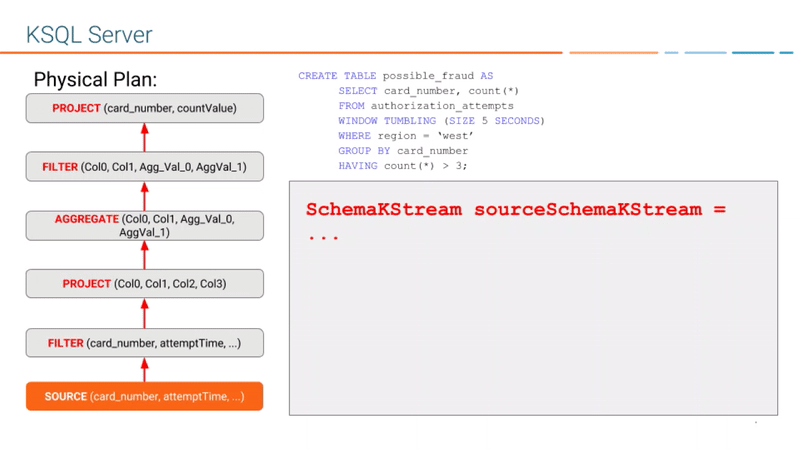 KSQL Server
Physical Plan:
PROJECT (card_number, countValue)
FILTER (Col0, Col1, Agg_Val_0, AggVal_1)
AGGREGATE (Col0, Col1, Agg_Val_0,
AggVal_1)
PROJECT (Col0, Col1, Col2, Col3)
FILTER (card_number, attemptTime, ...)
SOURCE (card_number, attemptTime, ...)
CREATE TABLE possible_fraud AS
SELECT card_number, count(*)
FROM authorization_attempts
WINDOW TUMBLING (SIZE 5 SECONDS)
WHERE region = ‘west’
GROUP BY card_number
HAVING count(*) > 3;
SchemaKStream sourceSchemaKStream =
...